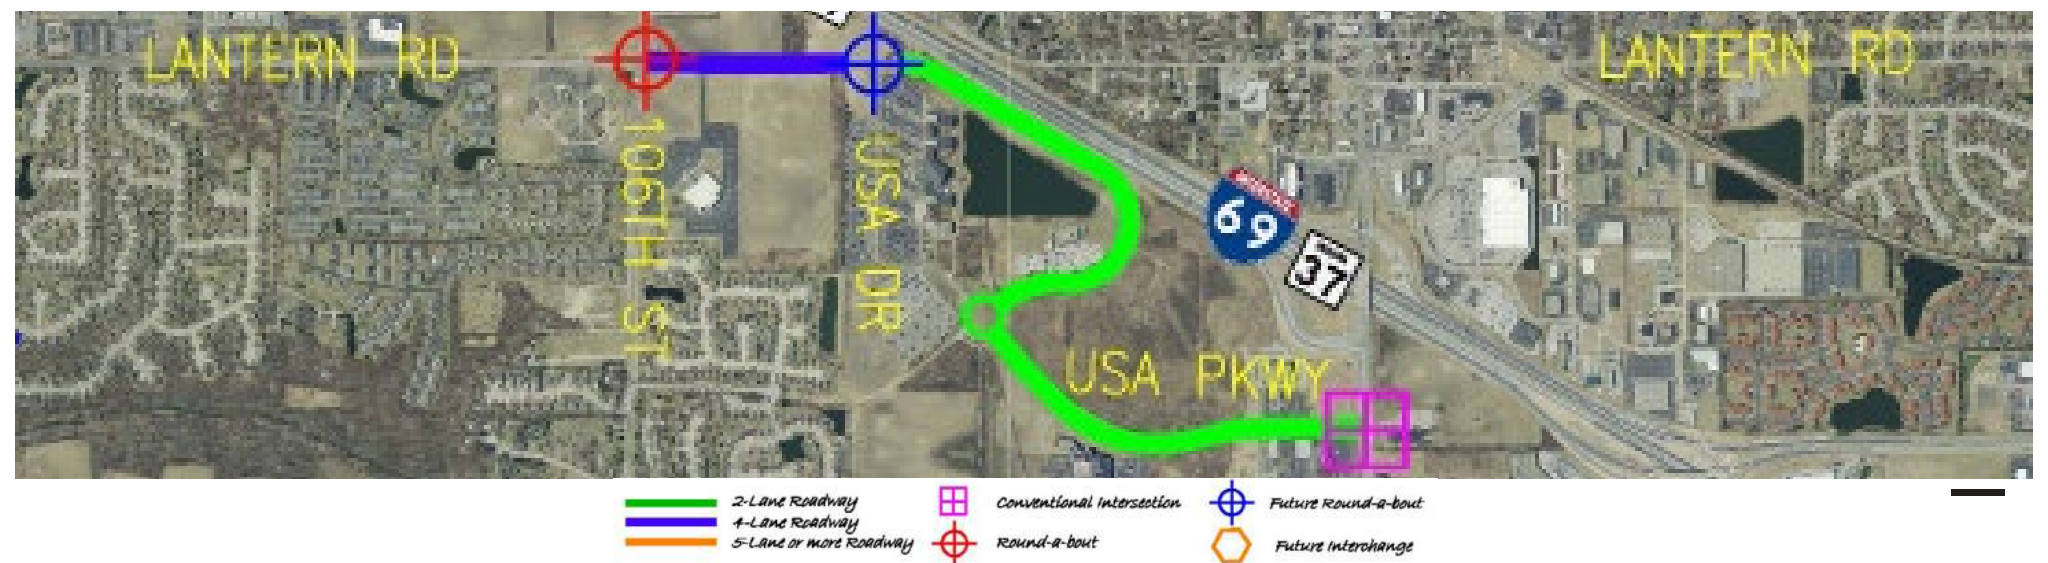 LANTERN RD
LANTERN RD
106TH ST
USA DR
69
37
USA PKWY
2-Lane Roadway
4-Lane Roadway
5-Lane or more Roadway
Conventional Intersection
Round-a-bout
Future Round-a-bout
Future Interchange